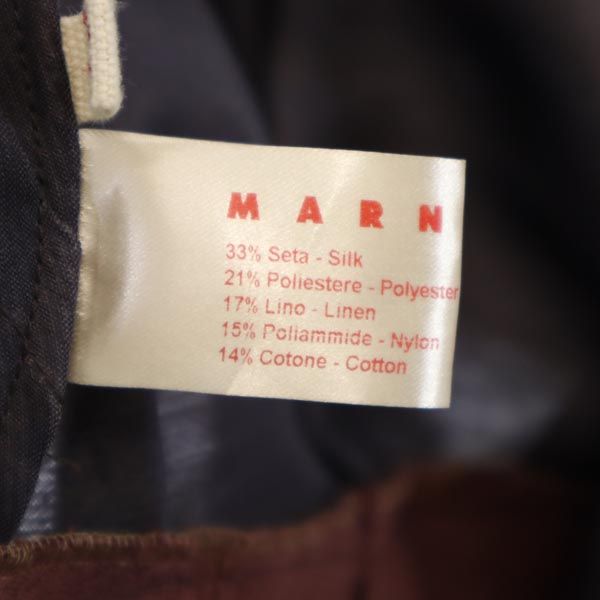 MARN
33% Seta - Silk
21% Poliestere - Polyester
17% Lino - Linen
15% Poliammide - Nylon
14% Cotone - Cotton